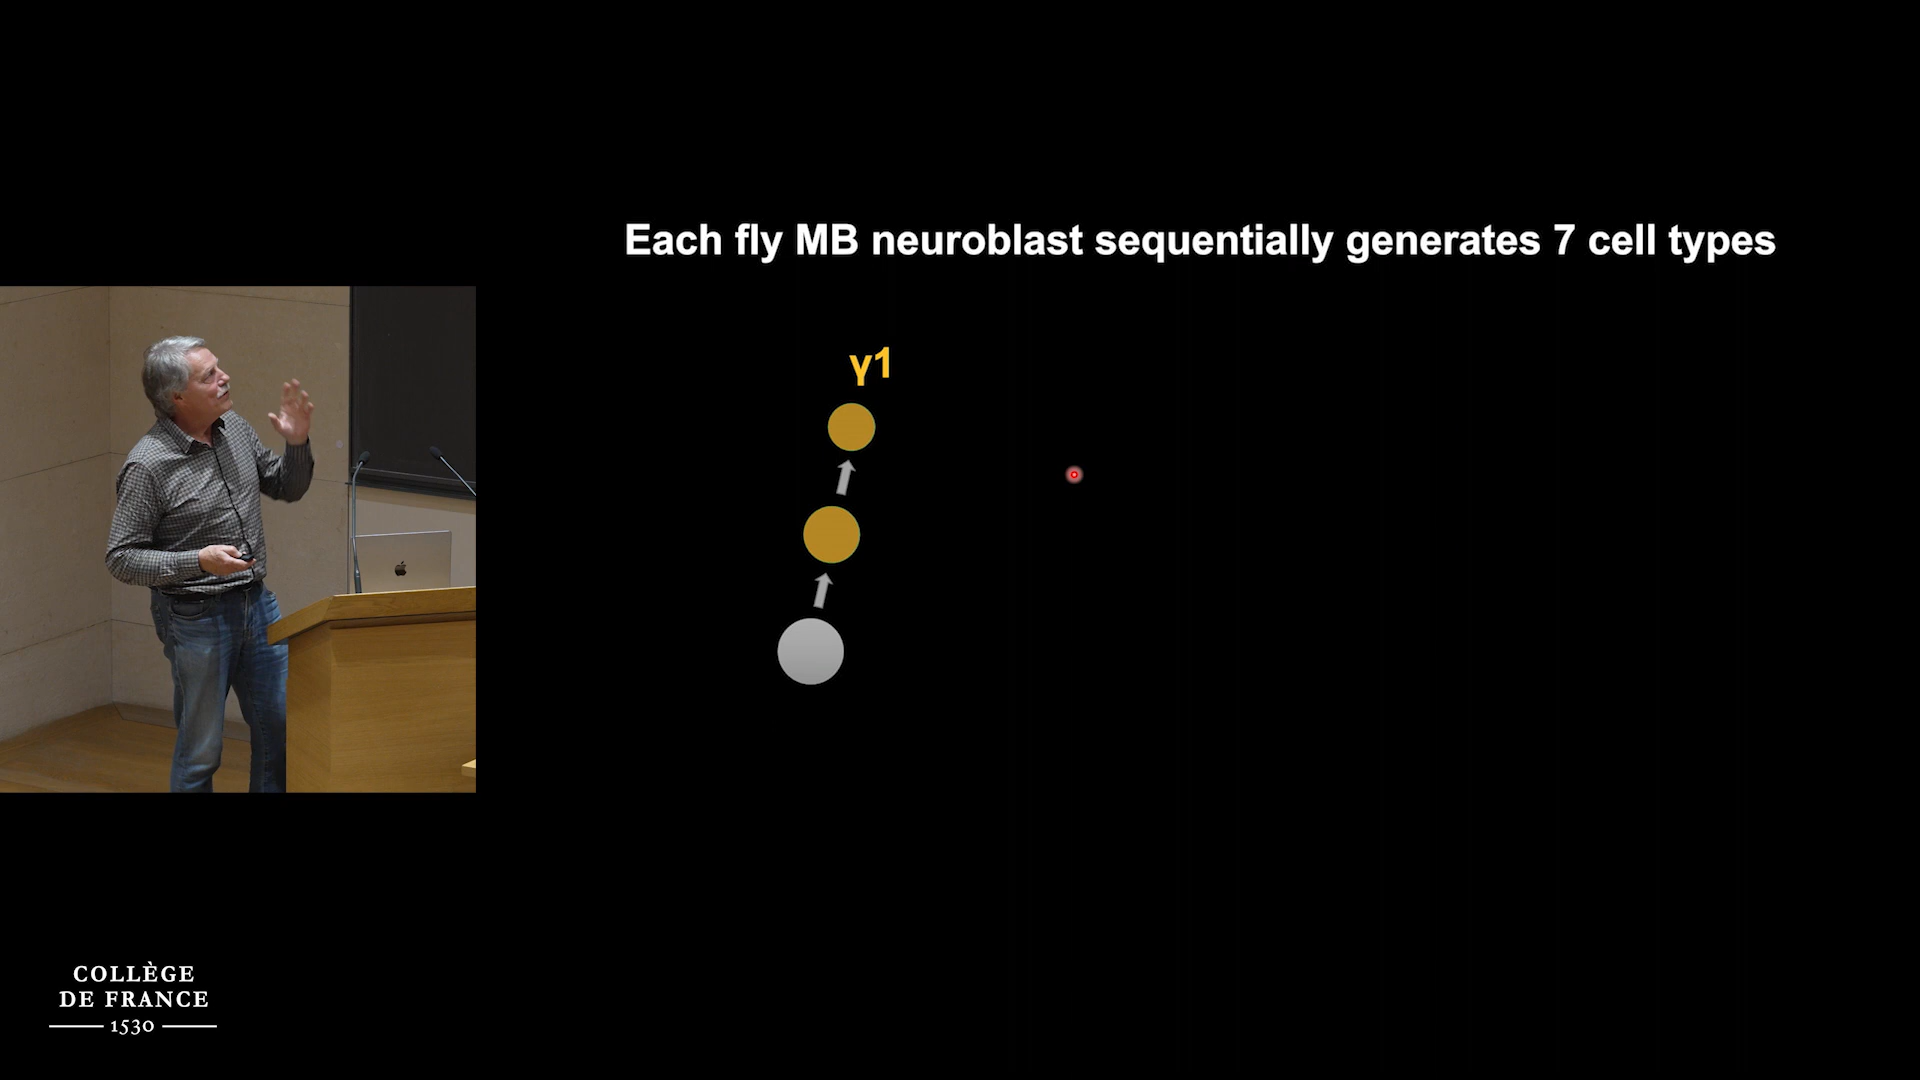 Each fly MB neuroblast sequentially generates 7 cell types
γ1
COLLÈGE
DE FRANCE
1530